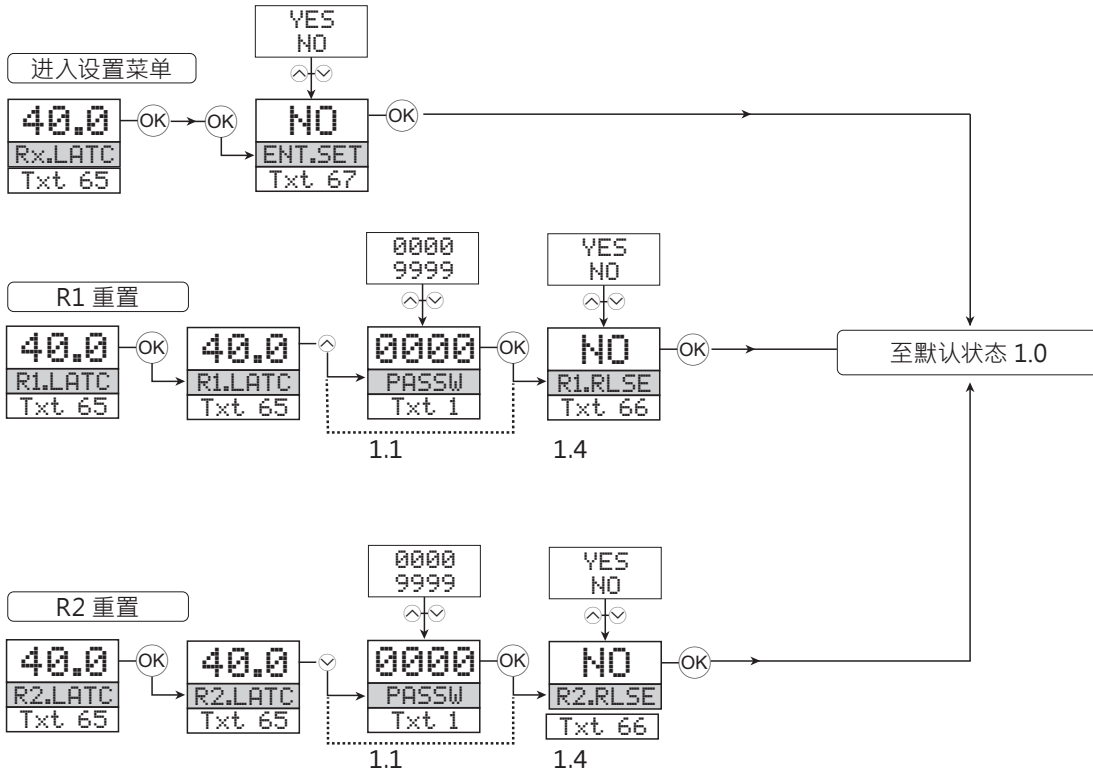 YES
NO
进入设置菜单
40.0
Rx.LATC
Txt 65
OK
OK
NO
ENT.SET
Txt 67
OK
0000
9999
YES
NO
R1 重置
40.0
R1.LATC
Txt 65
OK
40.0
R1.LATC
Txt 65
0000
PASSW
Txt 1
OK
NO
R1.RLSE
Txt 66
OK
至默认状态 1.0
1.1
1.4
0000
9999
YES
NO
R2 重置
40.0
R2.LATC
Txt 65
OK
40.0
R2.LATC
Txt 65
0000
PASSW
Txt 1
OK
NO
R2.RLSE
Txt 66
OK
1.1
1.4